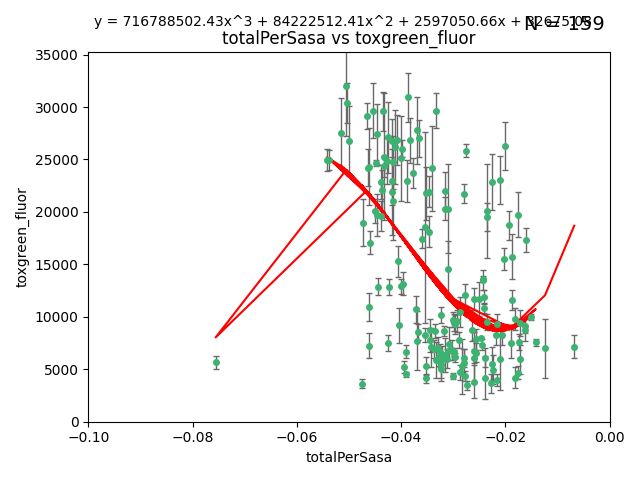 y = 716788502.43x^3 + 84222512.41x^2 + 2597050.66x +
N = 159
totalPerSasa vs toxgreen_fluor
35000
30000
25000
20000
15000
10000
5000
0
toxgreen_fluor
−0.10
−0.08
−0.06
−0.04
−0.02
0.00
totalPerSasa